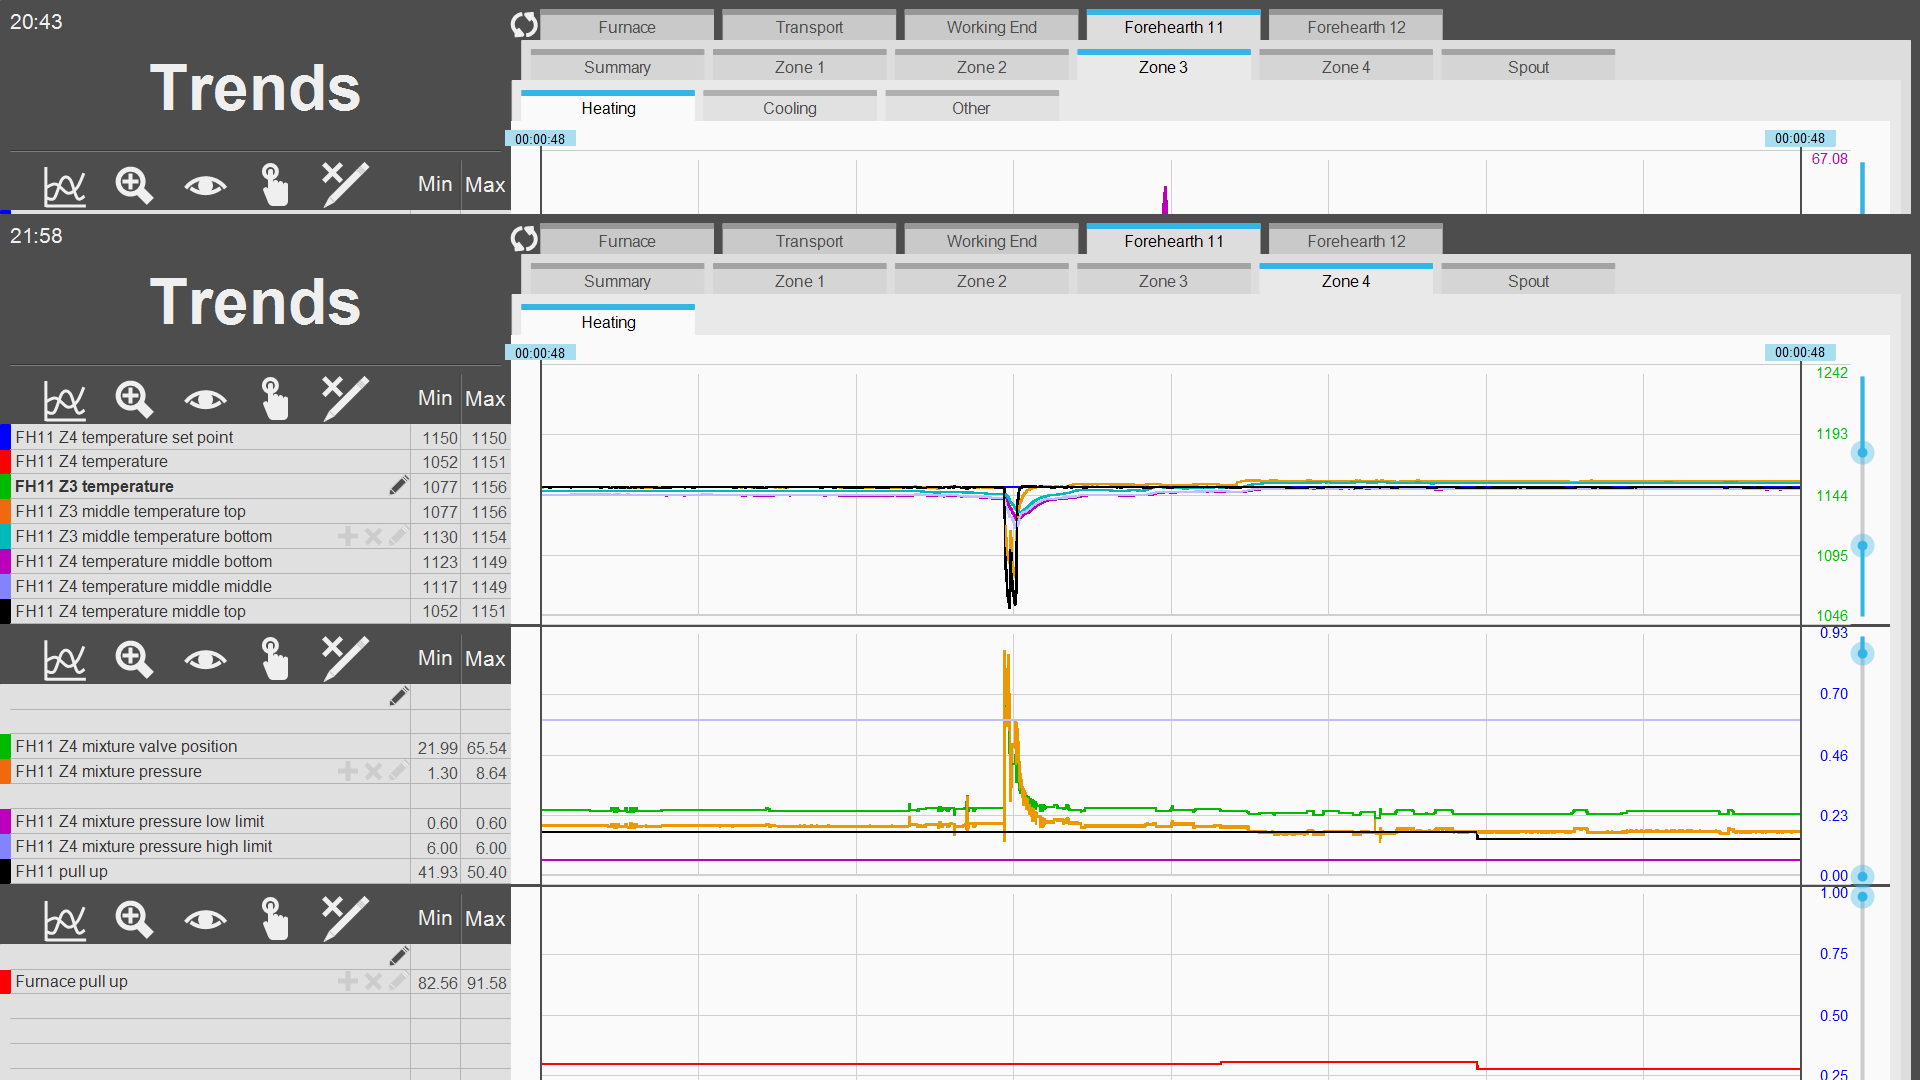 20:43
Furnace Transport Working End Forehearth 11 Forehearth 12
Trends
Summary Zone 1 Zone 2 Zone 3 Zone 4 Spout
Heating Cooling Other
00:00:48 00:00:48
67.08
Min Max
21:58
Furnace Transport Working End Forehearth 11 Forehearth 12
Trends
Summary Zone 1 Zone 2 Zone 3 Zone 4 Spout
Heating
00:00:48 00:00:48
Min Max
FH11 Z4 temperature set point 1150 1150
FH11 Z4 temperature 1052 1151
FH11 Z3 temperature 1077 1156
FH11 Z3 middle temperature top 1077 1156
FH11 Z3 middle temperature bottom 1130 1154
FH11 Z4 temperature middle bottom 1123 1149
FH11 Z4 temperature middle middle 1117 1149
FH11 Z4 temperature middle top 1052 1151
1242
1193
1144
1095
1046
Min Max
FH11 Z4 mixture valve position 21.99 65.54
FH11 Z4 mixture pressure 1.30 8.64
FH11 Z4 mixture pressure low limit 0.60 0.60
FH11 Z4 mixture pressure high limit 6.00 6.00
FH11 pull up 41.93 50.40
0.93
0.70
0.46
0.23
0.00
Min Max
Furnace pull up 82.56 91.58
1.00
0.75
0.50
0.25